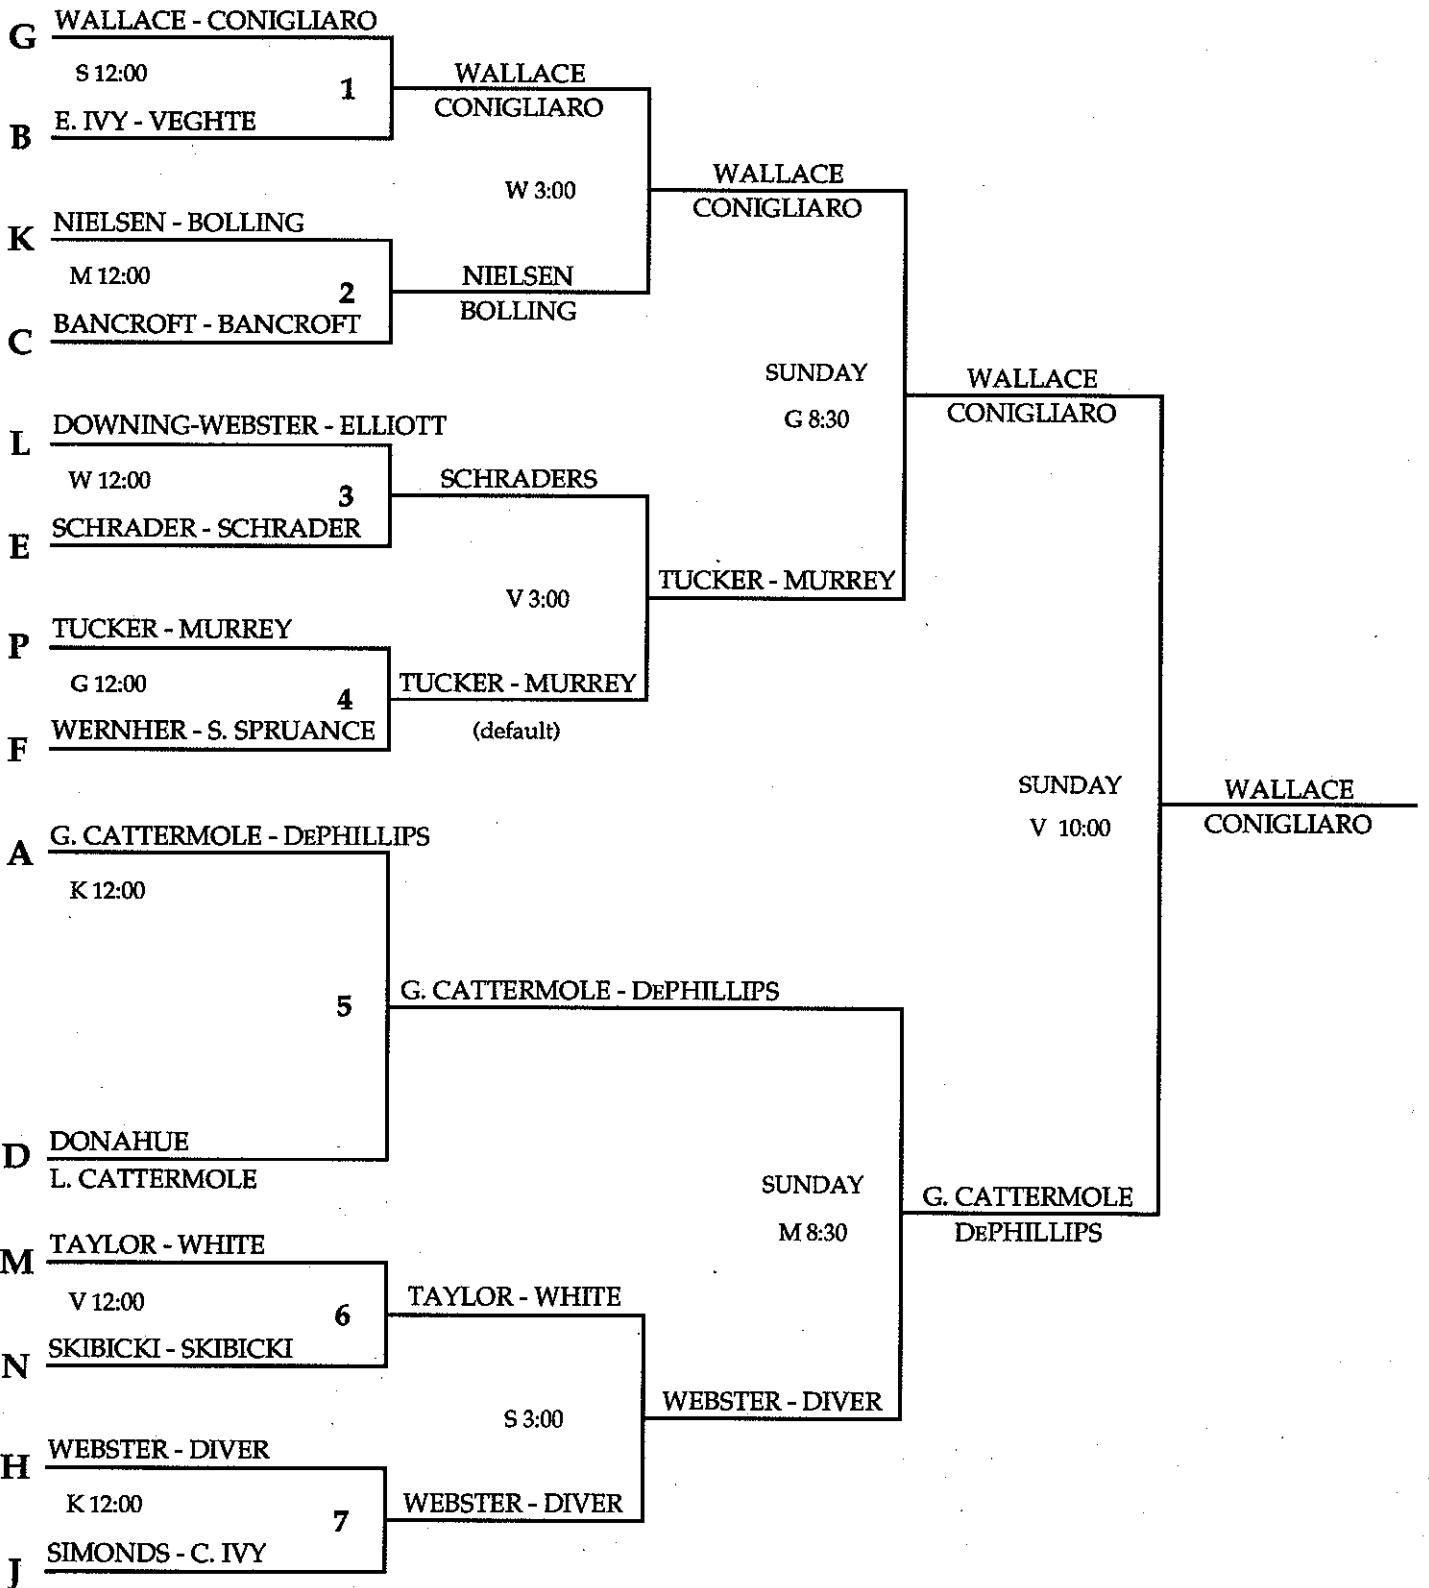 G WALLACE - CONIGLIARO
S 12:00
1
B E. IVY - VEGHTE
WALLACE
CONIGLIARO
W 3:00
K NIELSEN - BOLLING
M 12:00
2
C BANCROFT - BANCROFT
NIELSEN
BOLLING
WALLACE
CONIGLIARO
SUNDAY
G 8:30
L DOWNING-WEBSTER - ELLIOTT
W 12:00
3
E SCHRADER - SCHRADER
SCHRADERS
V 3:00
P TUCKER - MURREY
G 12:00
4
F WERNHER - S. SPRUANCE
TUCKER - MURREY
(default)
TUCKER - MURREY
WALLACE
CONIGLIARO
SUNDAY
V 10:00
WALLACE
CONIGLIARO
A G. CATTERMOLE - DEPHILLIPS
K 12:00
5
D DONAHUE
L. CATTERMOLE
G. CATTERMOLE - DEPHILLIPS
SUNDAY
M 8:30
G. CATTERMOLE
DEPHILLIPS
M TAYLOR - WHITE
V 12:00
6
N SKIBICKI - SKIBICKI
TAYLOR - WHITE
S 3:00
WEBSTER - DIVER
H WEBSTER - DIVER
K 12:00
7
J SIMONDS - C. IVY
WEBSTER - DIVER